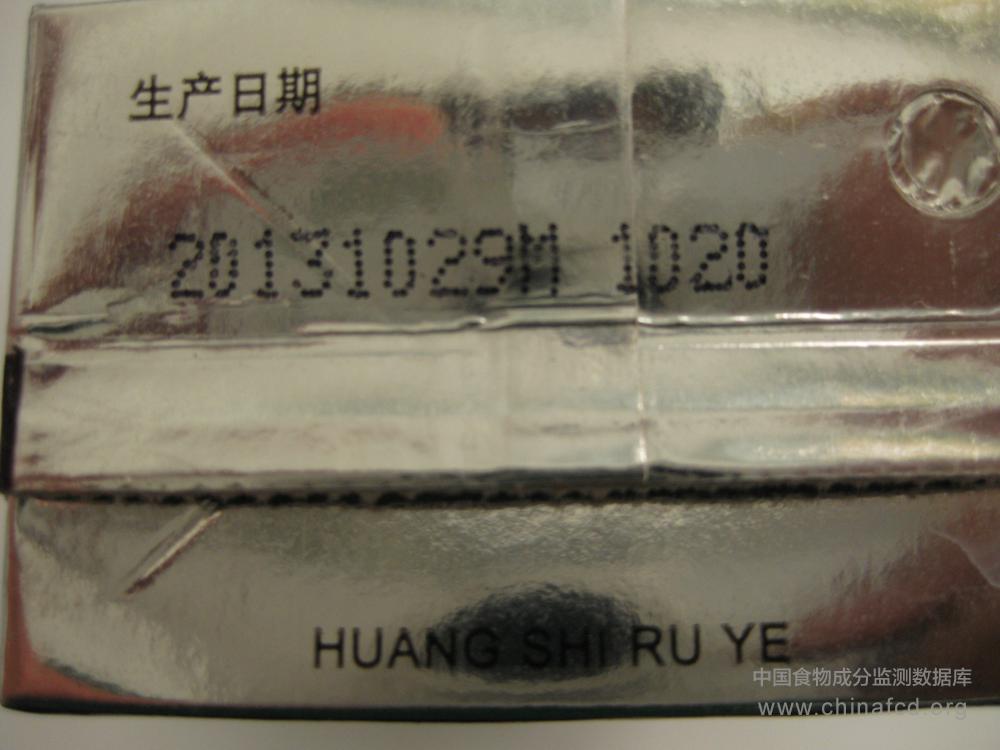 生产日期
20131029M 1020
HUANG SHI RU YE
中国食物成分监测数据库
www.chinafcd.org